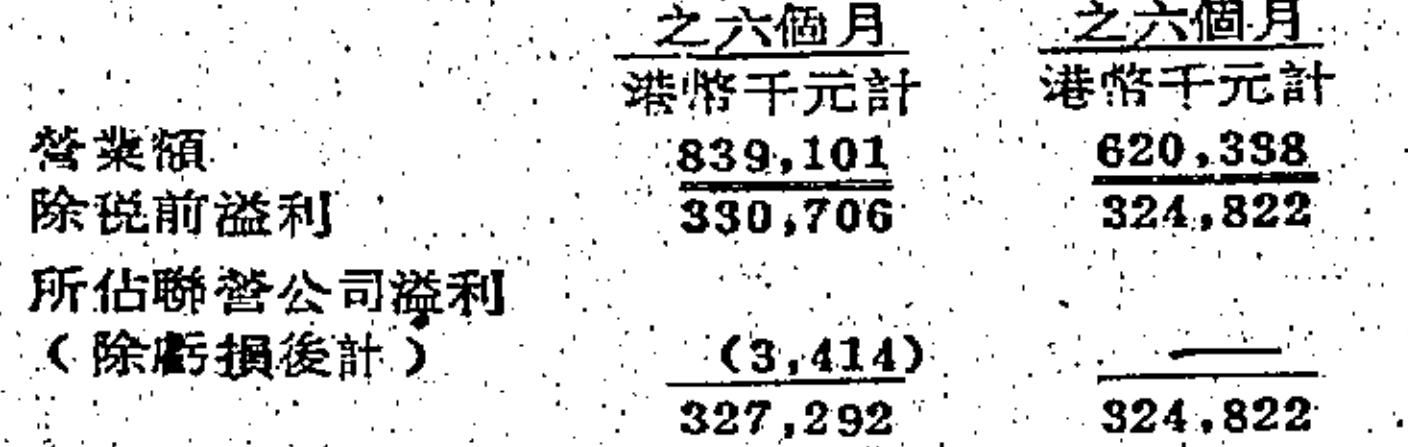 之六個月 之六個月
港幣千元計 港幣千元計
營業額 839,101 620,338
除税前溢利 330,706 324,822
所佔聯營公司溢利
(除虧損後計) (3,414) —
327,292 324,822